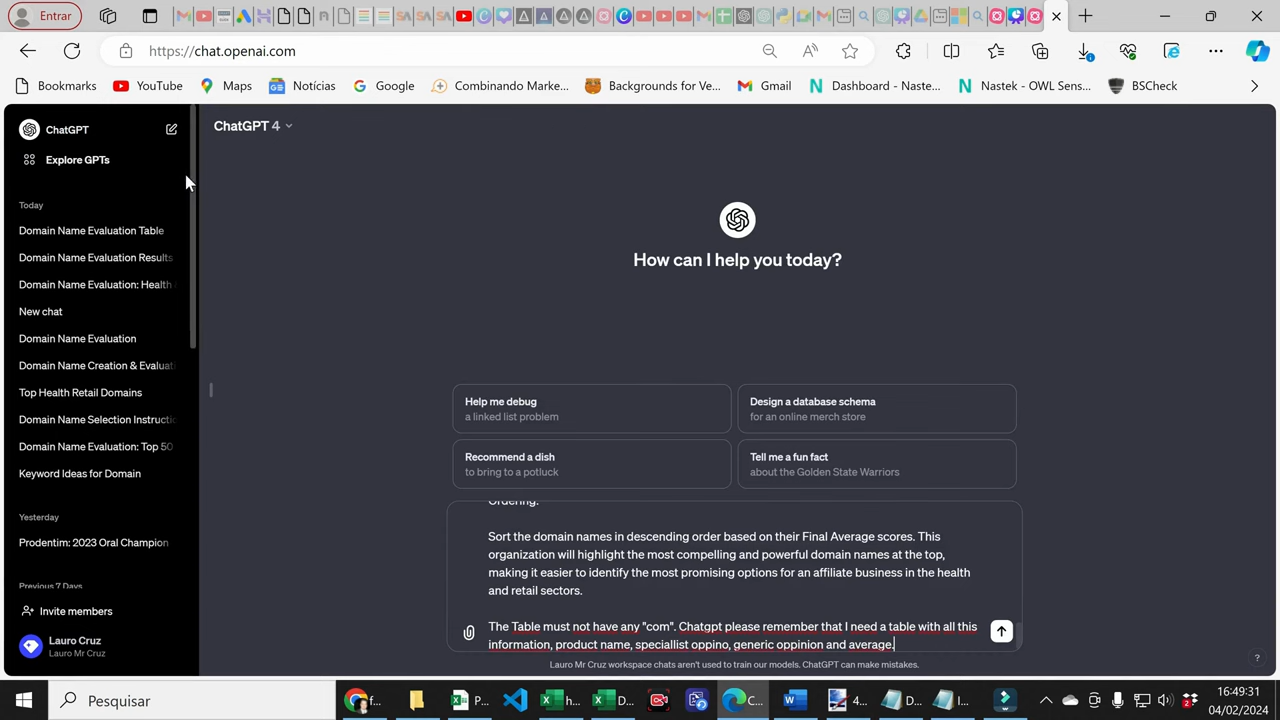 Entrar
https://chat.openai.com
Bookmarks
YouTube
Maps
Notícias
Google
Combinando Marke...
Backgrounds for Ve...
Gmail
Dashboard - Naste...
Nastek - OWL Sens...
BSCheck
ChatGPT
ChatGPT 4
Explore GPTs
Today
Domain Name Evaluation Table
Domain Name Evaluation Results
Domain Name Evaluation: Health
New chat
Domain Name Evaluation
Domain Name Creation & Evaluati
Top Health Retail Domains
Domain Name Selection Instructio
Domain Name Evaluation: Top 50
Keyword Ideas for Domain
Yesterday
Prodentim: 2023 Oral Champion
Previous 7 Days
Invite members
Lauro Cruz
Lauro Mr Cruz
How can I help you today?
Help me debug
a linked list problem
Design a database schema
for an online merch store
Recommend a dish
to bring to a potluck
Tell me a fun fact
about the Golden State Warriors
Ordering:
Sort the domain names in descending order based on their Final Average scores. This
organization will highlight the most compelling and powerful domain names at the top,
making it easier to identify the most promising options for an affiliate business in the health
and retail sectors.
The Table must not have any "com". Chatgpt please remember that I need a table with all this
information, product name, speciallist oppino, generic oppinion and average.
Lauro Mr Cruz workspace chats aren't used to train our models. ChatGPT can make mistakes.
?
Pesquisar
f...
P...
h...
D...
C...
W...
4...
D...
I...
F...
16:49:31
04/02/2024